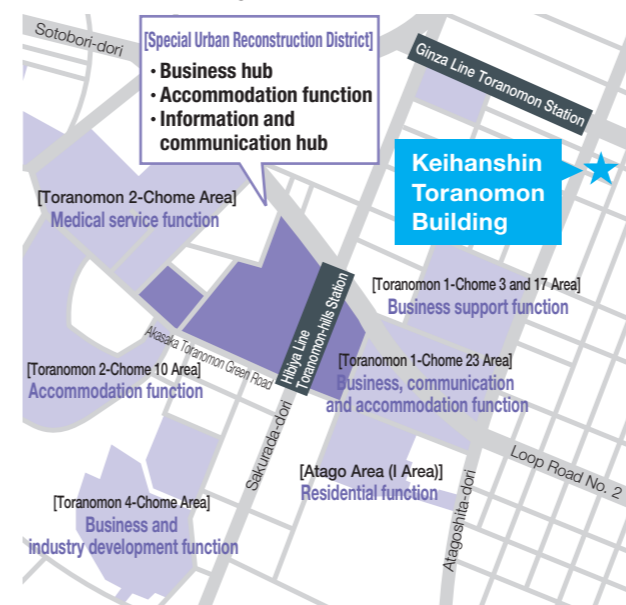 Sotobori-dori
[Special Urban Reconstruction District]
・Business hub
・Accommodation function
・Information and
communication hub
Ginza Line Toranomon Station
Keihanshin
Toranomon
Building
[Toranomon 2-Chome Area]
Medical service function
[Toranomon 1-Chome 3 and 17 Area]
Business support function
Hibiya Line
Toranomon-hills Station
Akasaka Toranomon Green Road
[Toranomon 2-Chome 10 Area]
Accommodation function
[Toranomon 1-Chome 23 Area]
Business, communication
and accommodation function
Sakurada-dori
[Atago Area (I Area)]
Residential function
Loop Road No. 2
Atagoshita-dori
[Toranomon 4-Chome Area]
Business and
industry development function